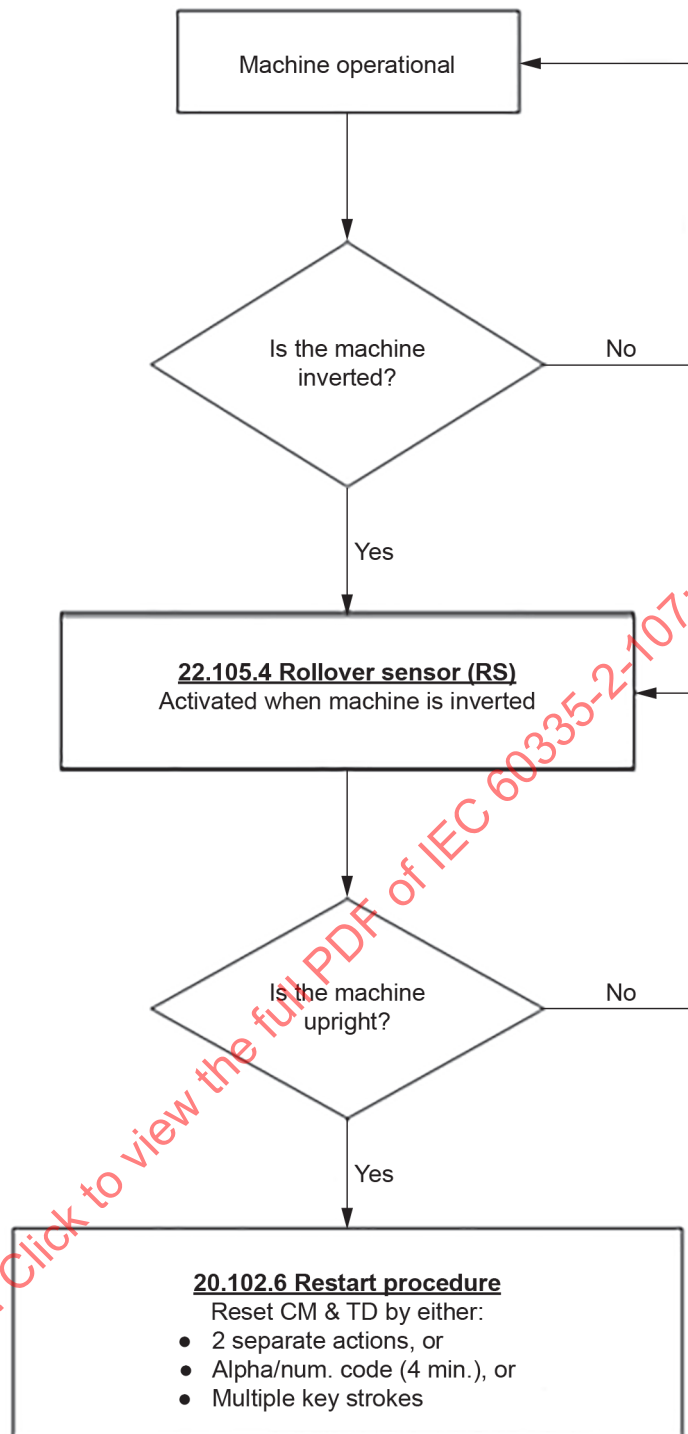 Machine operational
Is the machine
inverted?
No
Yes
22.105.4 Rollover sensor (RS)
Activated when machine is inverted
Is the machine
upright?
No
Yes
20.102.6 Restart procedure
Reset CM & TD by either:
● 2 separate actions, or
● Alpha/num. code (4 min.), or
● Multiple key strokes
Click to view the full PDF of IEC 60335-2-107: